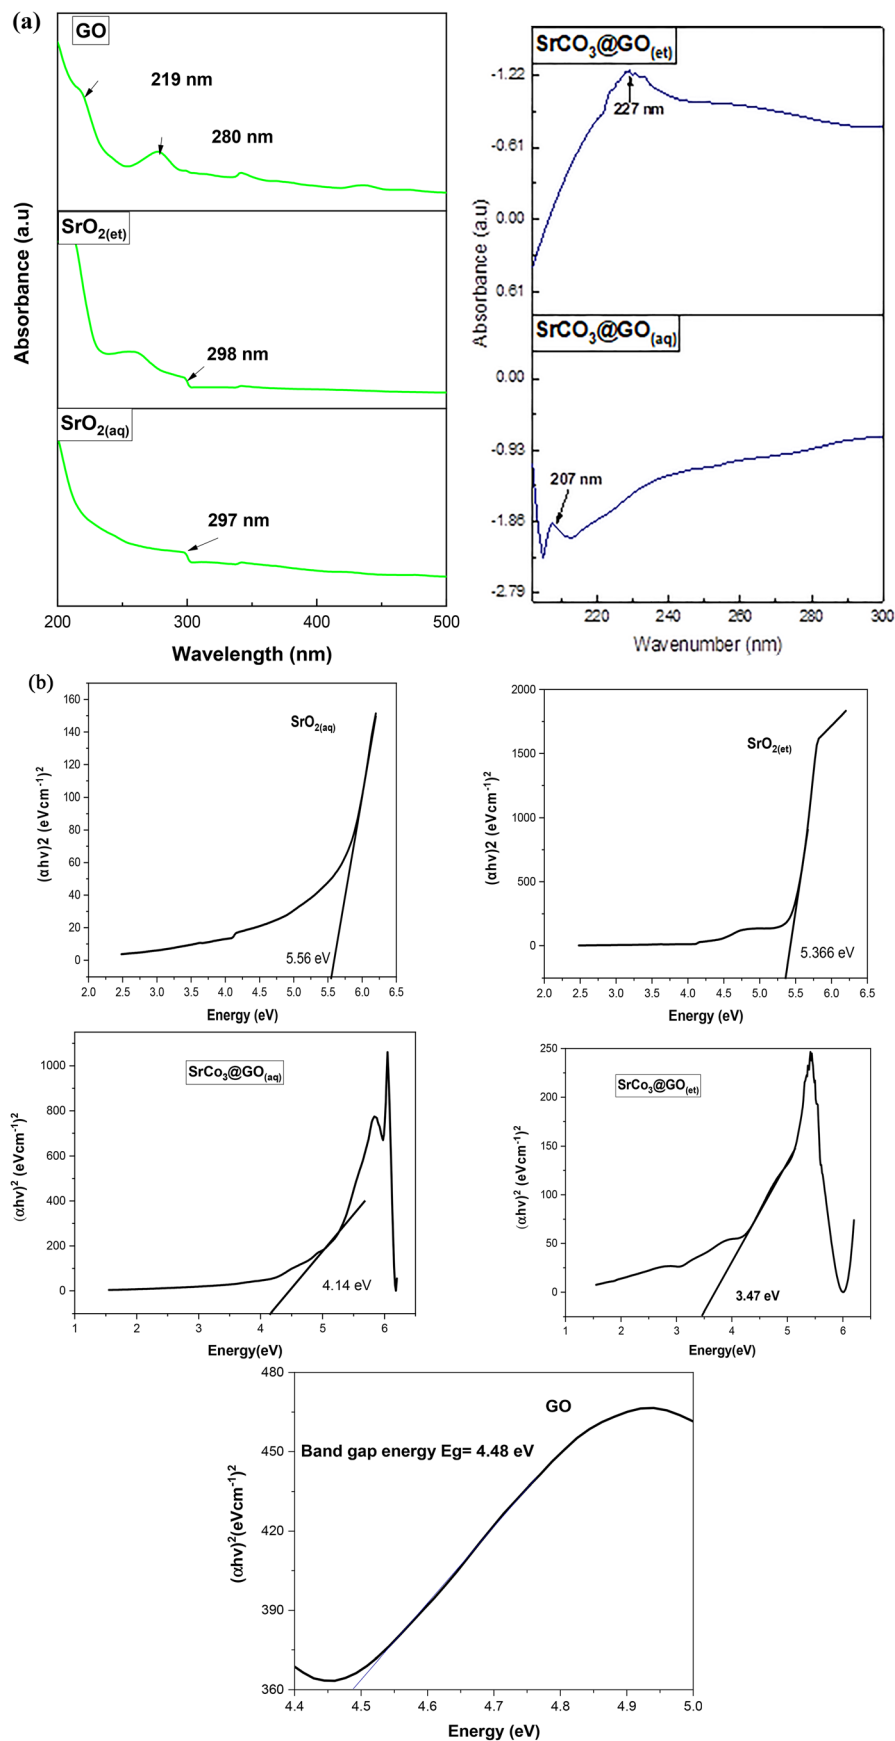 (a)
GO
219 nm
280 nm
SrO2(et)
298 nm
SrO2(aq)
297 nm
Absorbance (a.u)
200 300 400 500
Wavelength (nm)
SrCO3@GO(et)
-1.22
-0.61
0.00
0.61
227 nm
SrCO3@GO(aq)
0.00
-0.93
-1.88
-2.79
207 nm
Absorbance (a.u)
220 240 260 280 300
Wavenumber (nm)
(b)
SrO2(aq)
160
140
120
100
80
60
40
20
0
(αhv)2 (eVcm-1)2
5.56 eV
2.0 2.5 3.0 3.5 4.0 4.5 5.0 5.5 6.0 6.5
Energy (eV)
SrO2(et)
2000
1500
1000
500
0
(αhv)2 (eVcm-1)2
5.366 eV
2.0 2.5 3.0 3.5 4.0 4.5 5.0 5.5 6.0 6.5
Energy (eV)
SrCo3@GO(aq)
1000
800
600
400
200
0
(αhv)2 (eVcm-1)2
4.14 eV
1 2 3 4 5 6
Energy(eV)
SrCo3@GO(et)
250
200
150
100
50
0
(αhv)2 (eVcm-1)2
3.47 eV
1 2 3 4 5 6
Energy(eV)
GO
Band gap energy Eg= 4.48 eV
480
450
420
390
360
(αhv)2(eVcm-1)2
4.4 4.5 4.6 4.7 4.8 4.9 5.0
Energy (eV)